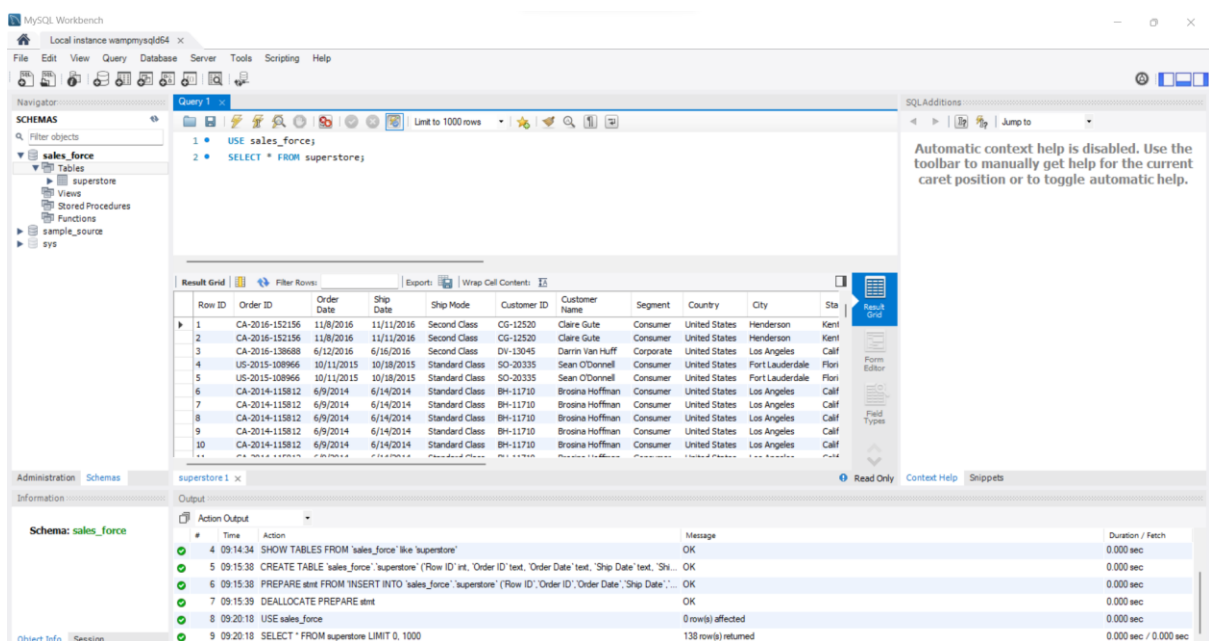 MySQL Workbench
Local instance wampmysqld64
File Edit View Query Database Server Tools Scripting Help
Navigator
SCHEMAS
Filter objects
sales_force
Tables
superstore
Views
Stored Procedures
Functions
sample_source
sys
Administration Schemas
Information
Schema: sales_force
Object Info Session
Query 1
Limit to 1000 rows
1 USE sales_force;
2 SELECT * FROM superstore;
Result Grid Filter Rows: Export: Wrap Cell Content:
Row ID Order ID Order Date Ship Date Ship Mode Customer ID Customer Name Segment Country City Sta
1 CA-2016-152156 11/8/2016 11/11/2016 Second Class CG-12520 Claire Gute Consumer United States Henderson Kent
2 CA-2016-152156 11/8/2016 11/11/2016 Second Class CG-12520 Claire Gute Consumer United States Henderson Kent
3 CA-2016-138688 6/12/2016 6/16/2016 Second Class DV-13045 Darrin Van Huff Corporate United States Los Angeles Calif
4 US-2015-108966 10/11/2015 10/18/2015 Standard Class SO-20335 Sean O'Donnell Consumer United States Fort Lauderdale Flori
5 US-2015-108966 10/11/2015 10/18/2015 Standard Class SO-20335 Sean O'Donnell Consumer United States Fort Lauderdale Flori
6 CA-2014-115812 6/9/2014 6/14/2014 Standard Class BH-11710 Brosina Hoffman Consumer United States Los Angeles Calif
7 CA-2014-115812 6/9/2014 6/14/2014 Standard Class BH-11710 Brosina Hoffman Consumer United States Los Angeles Calif
8 CA-2014-115812 6/9/2014 6/14/2014 Standard Class BH-11710 Brosina Hoffman Consumer United States Los Angeles Calif
9 CA-2014-115812 6/9/2014 6/14/2014 Standard Class BH-11710 Brosina Hoffman Consumer United States Los Angeles Calif
10 CA-2014-115812 6/9/2014 6/14/2014 Standard Class BH-11710 Brosina Hoffman Consumer United States Los Angeles Calif
Result Grid
Form Editor
Field Types
superstore 1
Read Only
SQLAdditions
Jump to
Automatic context help is disabled. Use the
toolbar to manually get help for the current
caret position or to toggle automatic help.
Context Help Snippets
Output
Action Output
# Time Action Message Duration / Fetch
4 09:14:34 SHOW TABLES FROM `sales_force` like 'superstore' OK 0.000 sec
5 09:15:38 CREATE TABLE `sales_force`.`superstore` (`Row ID` int, `Order ID` text, `Order Date` text, `Ship Date` text, `Shi... OK 0.000 sec
6 09:15:38 PREPARE stmt FROM 'INSERT INTO `sales_force`.`superstore` (`Row ID`,`Order ID`,`Order Date`,`Ship Date`,`... OK 0.000 sec
7 09:15:39 DEALLOCATE PREPARE stmt OK 0.000 sec
8 09:20:18 USE sales_force 0 row(s) affected 0.000 sec
9 09:20:18 SELECT * FROM superstore LIMIT 0, 1000 138 row(s) returned 0.000 sec / 0.000 sec